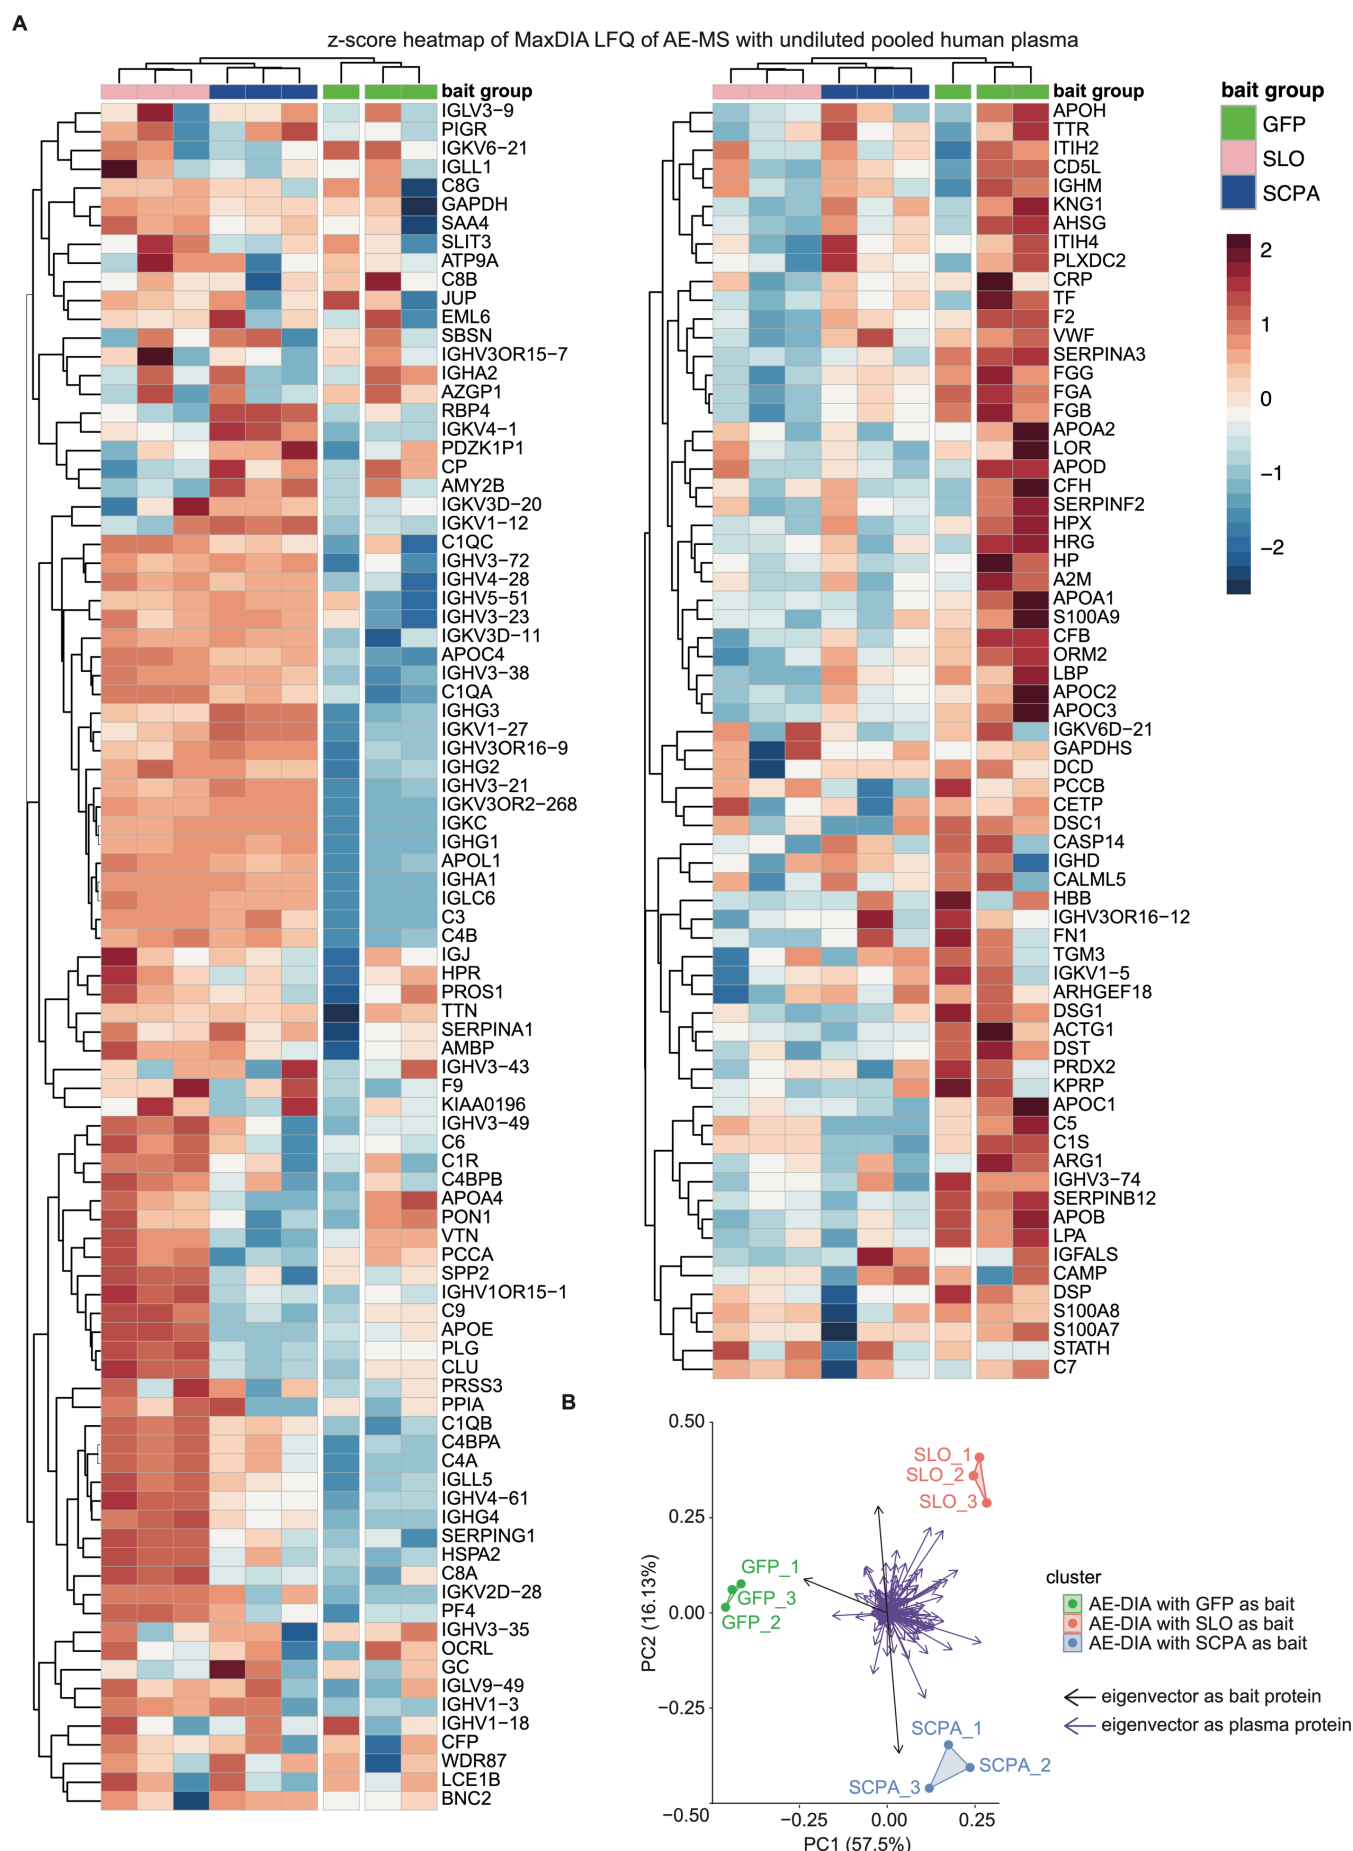 A
z-score heatmap of MaxDIA LFQ of AE-MS with undiluted pooled human plasma
bait group
IGLV3−9
PIGR
IGKV6−21
IGLL1
C8G
GAPDH
SAA4
SLIT3
ATP9A
C8B
JUP
EML6
SBSN
IGHV3OR15−7
IGHA2
AZGP1
RBP4
IGKV4−1
PDZK1P1
CP
AMY2B
IGKV3D−20
IGKV1−12
C1QC
IGHV3−72
IGHV4−28
IGHV5−51
IGHV3−23
IGKV3D−11
APOC4
IGHV3−38
C1QA
IGHG3
IGKV1−27
IGHV3OR16−9
IGHG2
IGHV3−21
IGKV3OR2−268
IGKC
IGHG1
APOL1
IGHA1
IGLC6
C3
C4B
IGJ
HPR
PROS1
TTN
SERPINA1
AMBP
IGHV3−43
F9
KIAA0196
IGHV3−49
C6
C1R
C4BPB
APOA4
PON1
VTN
PCCA
SPP2
IGHV1OR15−1
C9
APOE
PLG
CLU
PRSS3
PPIA
C1QB
C4BPA
C4A
IGLL5
IGHV4−61
IGHG4
SERPING1
HSPA2
C8A
IGKV2D−28
PF4
IGHV3−35
OCRL
GC
IGLV9−49
IGHV1−3
IGHV1−18
CFP
WDR87
LCE1B
BNC2
bait group
APOH
TTR
ITIH2
CD5L
IGHM
KNG1
AHSG
ITIH4
PLXDC2
CRP
TF
F2
VWF
SERPINA3
FGG
FGA
FGB
APOA2
LOR
APOD
CFH
SERPINF2
HPX
HRG
HP
A2M
APOA1
S100A9
CFB
ORM2
LBP
APOC2
APOC3
IGKV6D−21
GAPDHS
DCD
PCCB
CETP
DSC1
CASP14
IGHD
CALML5
HBB
IGHV3OR16−12
FN1
TGM3
IGKV1−5
ARHGEF18
DSG1
ACTG1
DST
PRDX2
KPRP
APOC1
C5
C1S
ARG1
IGHV3−74
SERPINB12
APOB
LPA
IGFALS
CAMP
DSP
S100A8
S100A7
STATH
C7
bait group
GFP
SLO
SCPA
2
1
0
−1
−2
B
0.50
0.25
0.00
−0.25
−0.50
PC2 (16.13%)
SLO_1
SLO_2
SLO_3
GFP_1
GFP_3
GFP_2
SCPA_1
SCPA_2
SCPA_3
−0.25
0.00
0.25
PC1 (57.5%)
cluster
AE-DIA with GFP as bait
AE-DIA with SLO as bait
AE-DIA with SCPA as bait
eigenvector as bait protein
eigenvector as plasma protein